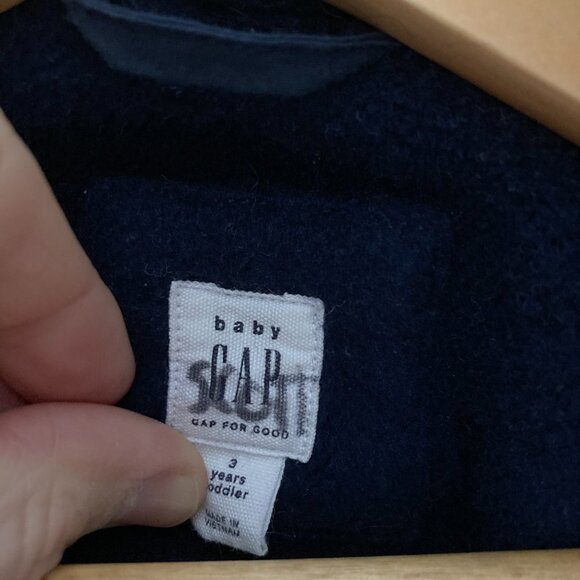 baby
GAP
scott
GAP FOR GOOD
3
years
oddler
MADE IN
VIETNAM